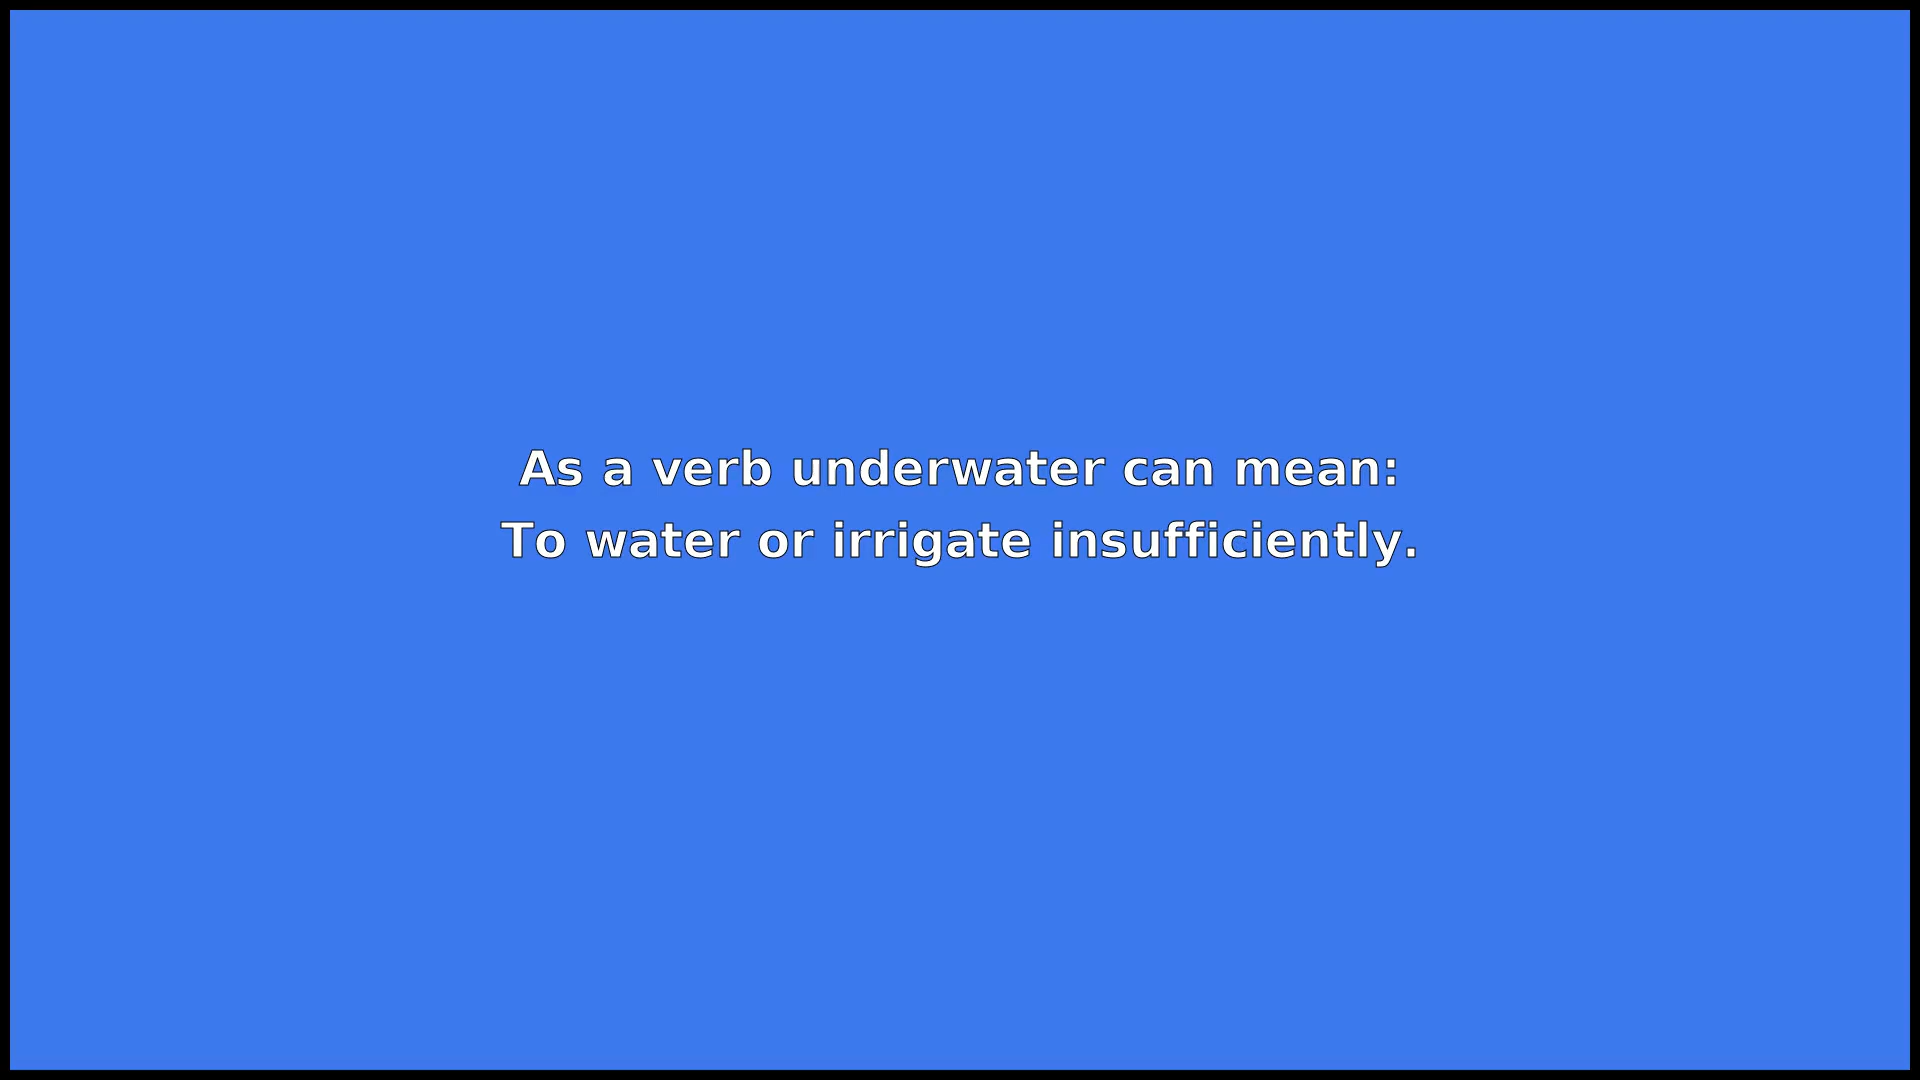 As a verb underwater can mean:
To water or irrigate insufficiently.